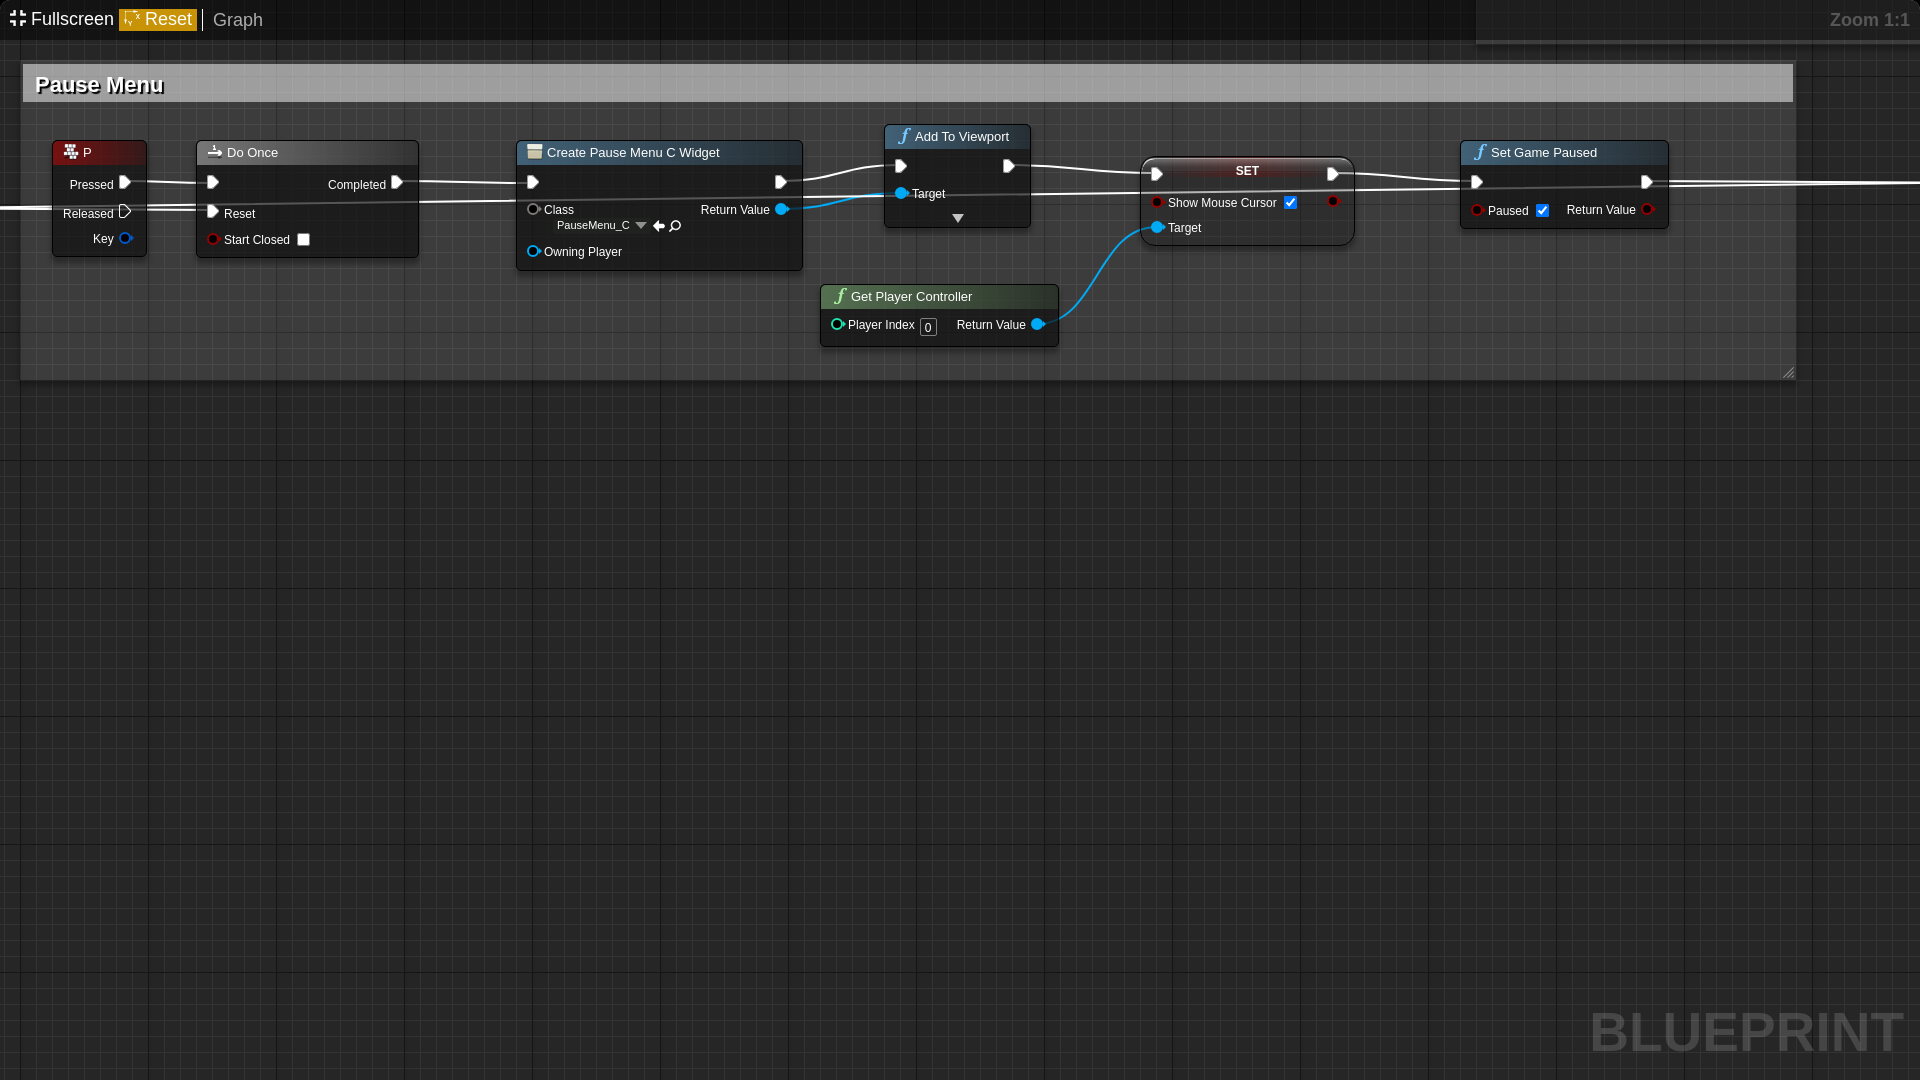 Fullscreen Reset Graph Zoom 1:1
Pause Menu
P
Pressed
Released
Key
Do Once
Completed
Reset
Start Closed
Create Pause Menu C Widget
Class
PauseMenu_C
Return Value
Owning Player
Add To Viewport
Target
Get Player Controller
Player Index 0 Return Value
SET
Show Mouse Cursor
Target
Set Game Paused
Paused Return Value
BLUEPRINT